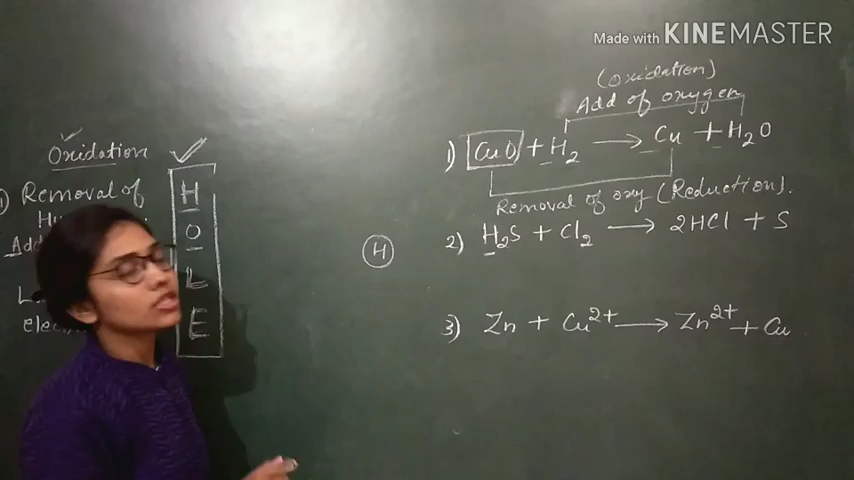 Made with KINEMASTER
Oxidation
1) Removal of
Add
H
O
L
E
(oxidation)
Add of oxygen
1) CuO + H2 → Cu + H2O
Removal of oxy (Reduction).
H
2) H2S + Cl2 → 2HCl + S
3) Zn + Cu2+ → Zn2+ + Cu